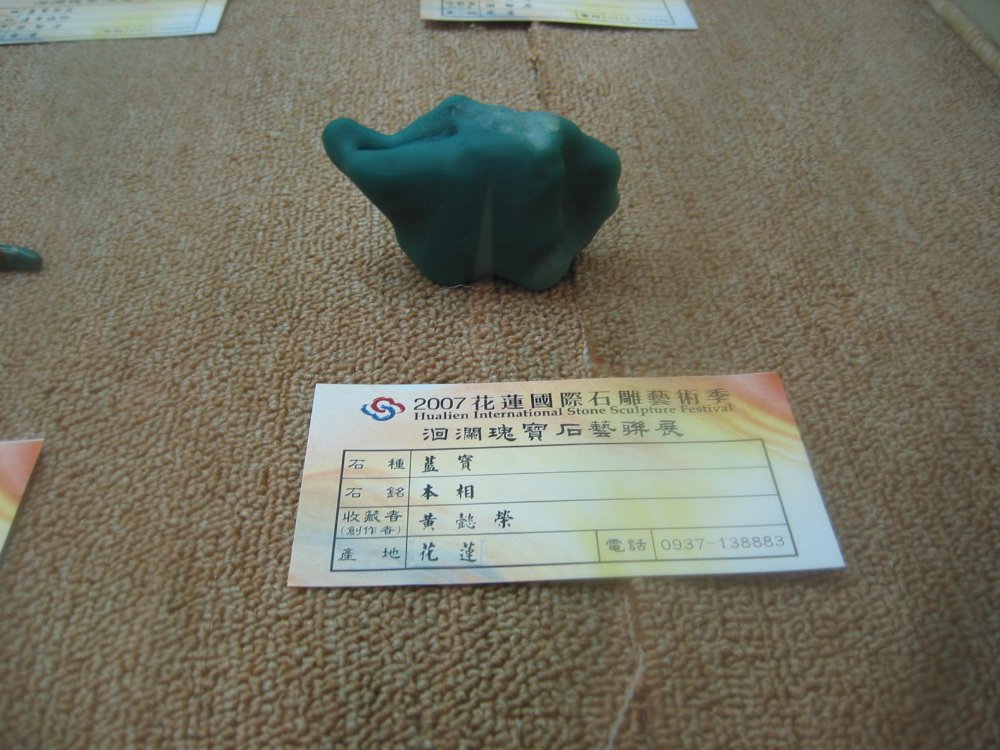 2007花蓮國際石雕藝術季
Hualien International Stone Sculpture Festival
洄瀾瑰寶石藝聯展
石種 藍寶
石銘 本相
收藏者 黃懿榮
(創作者)
產地 花蓮 電話 0937-138883